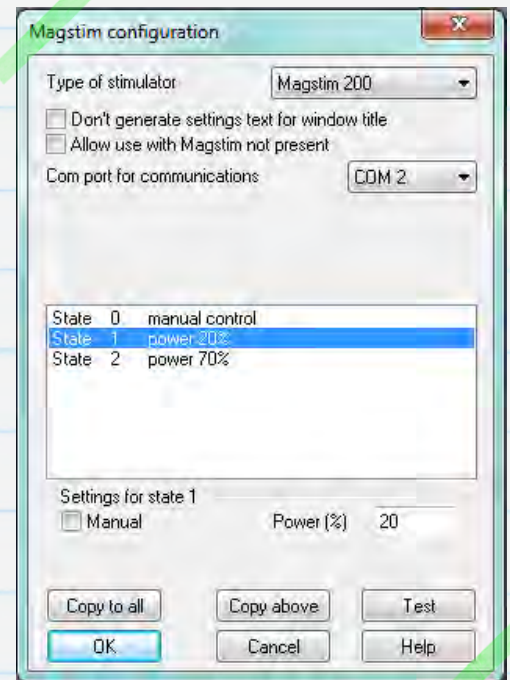 Magstim configuration
Type of stimulator Magstim 200
Don't generate settings text for window title
Allow use with Magstim not present
Com port for communications COM 2
State 0 manual control
State 1 power 20%
State 2 power 70%
Settings for state 1
Manual Power (%) 20
Copy to all Copy above Test
OK Cancel Help